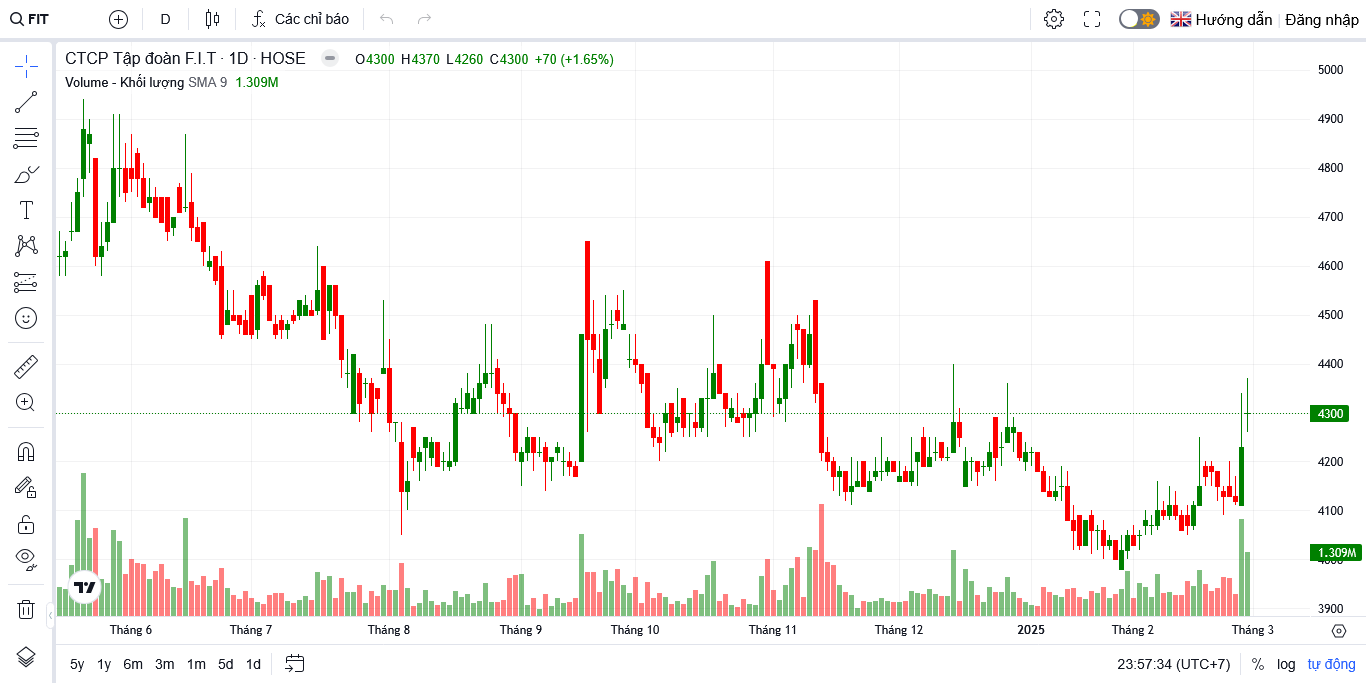 FIT D Các chỉ báo Hướng dẫn Đăng nhập
CTCP Tập đoàn F.I.T · 1D · HOSE O4300 H4370 L4260 C4300 +70 (+1.65%)
Volume - Khối lượng SMA 9 1.309M
5000
4900
4800
4700
4600
4500
4400
4300
4200
4100
1.309M
4000
3900
Tháng 6 Tháng 7 Tháng 8 Tháng 9 Tháng 10 Tháng 11 Tháng 12 2025 Tháng 2 Tháng 3
5y 1y 6m 3m 1m 5d 1d 23:57:34 (UTC+7) % log tự động